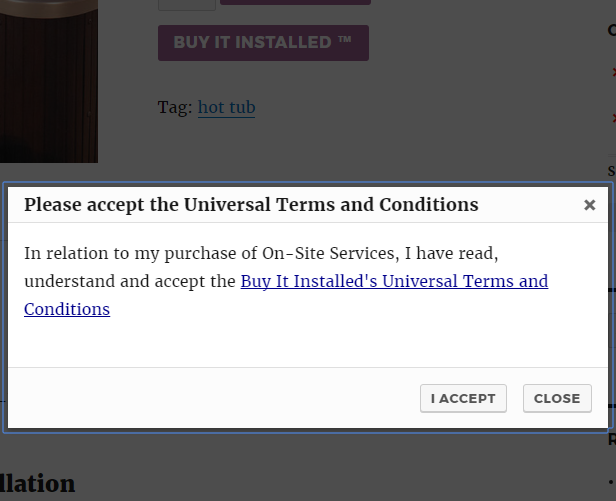 BUY IT INSTALLED ™
Tag: hot tub
Please accept the Universal Terms and Conditions ×
In relation to my purchase of On-Site Services, I have read,
understand and accept the Buy It Installed's Universal Terms and
Conditions
I ACCEPT CLOSE
llation